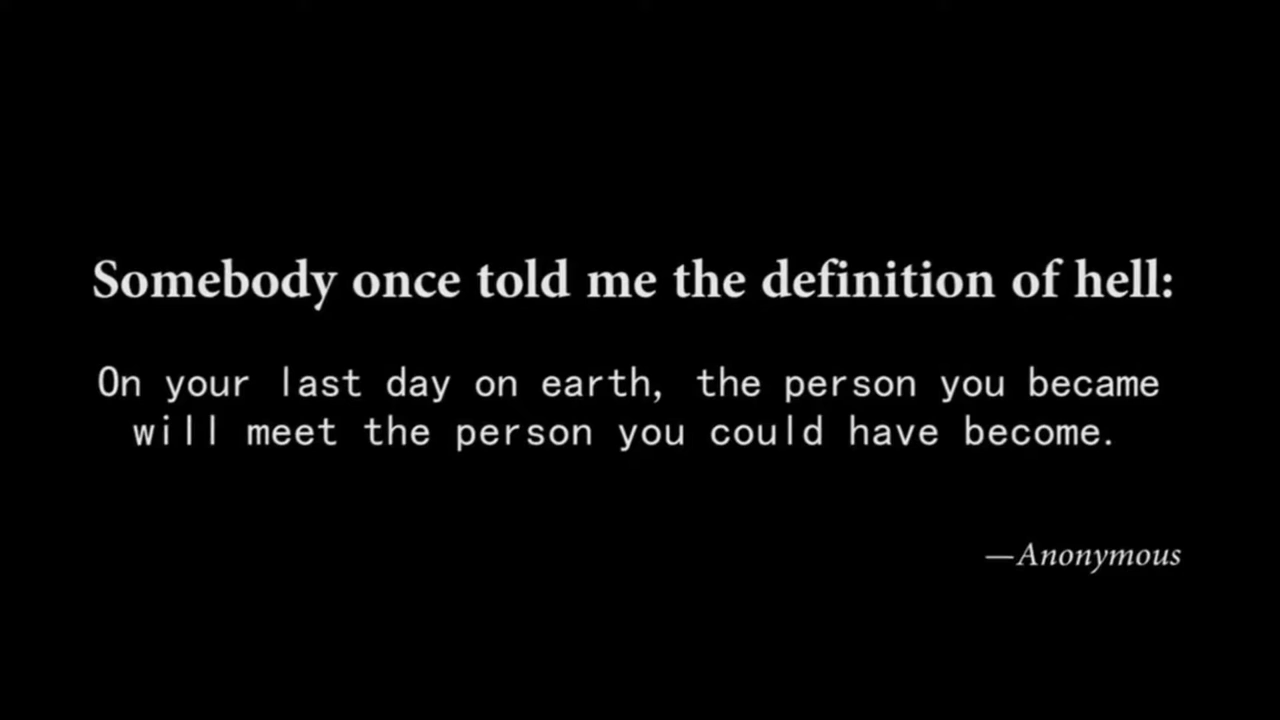 Somebody once told me the definition of hell:
On your last day on earth, the person you became
will meet the person you could have become.
—Anonymous